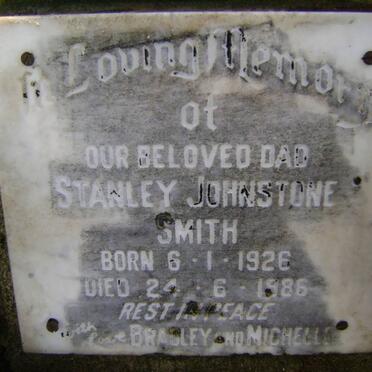 In Loving Memory
of
OUR BELOVED DAD
STANLEY JOHNSTONE
SMITH
BORN 6·1·1926
DIED 24·6·1986
REST IN PEACE
with love BRADLEY AND MICHELLE